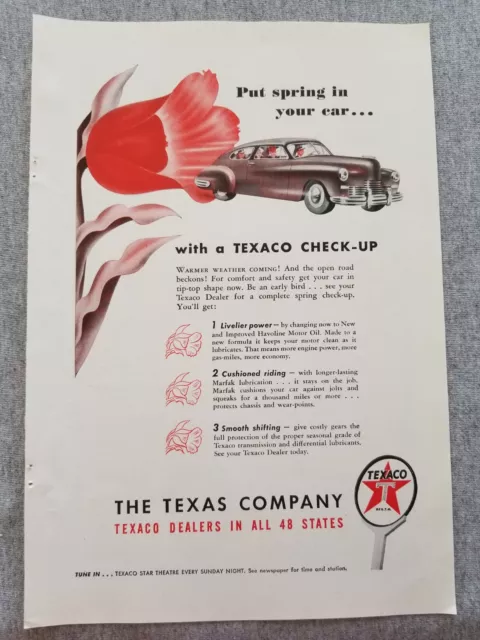 Put spring in
your car...
with a TEXACO CHECK-UP
WARMER WEATHER COMING! And the open road
beckons! For comfort and safety get your car in
tip-top shape now. Be an early bird . . . see your
Texaco Dealer for a complete spring check-up.
You'll get:
1 Livelier power — by changing now to New
and Improved Havoline Motor Oil. Made to a
new formula it keeps your motor clean as it
lubricates. That means more engine power, more
gas-miles, more economy.
2 Cushioned riding — with longer-lasting
Marfak lubrication . . . it stays on the job.
Marfak cushions your car against jolts and
squeaks for a thousand miles or more . . .
protects chassis and wear-points.
3 Smooth shifting — give costly gears the
full protection of the proper seasonal grade of
Texaco transmission and differential lubricants.
See your Texaco Dealer today.
TEXACO
T
THE TEXAS COMPANY
TEXACO DEALERS IN ALL 48 STATES
TUNE IN . . . TEXACO STAR THEATRE EVERY SUNDAY NIGHT. See newspaper for time and station.